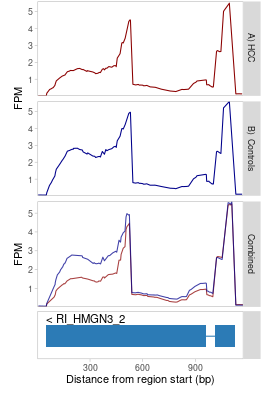 5
4
3
2
1
A) HCC
FPM
5
4
3
2
1
B) Controls
5
4
3
2
1
Combined
FPM
< RI_HMGN3_2
300 600 900
Distance from region start (bp)